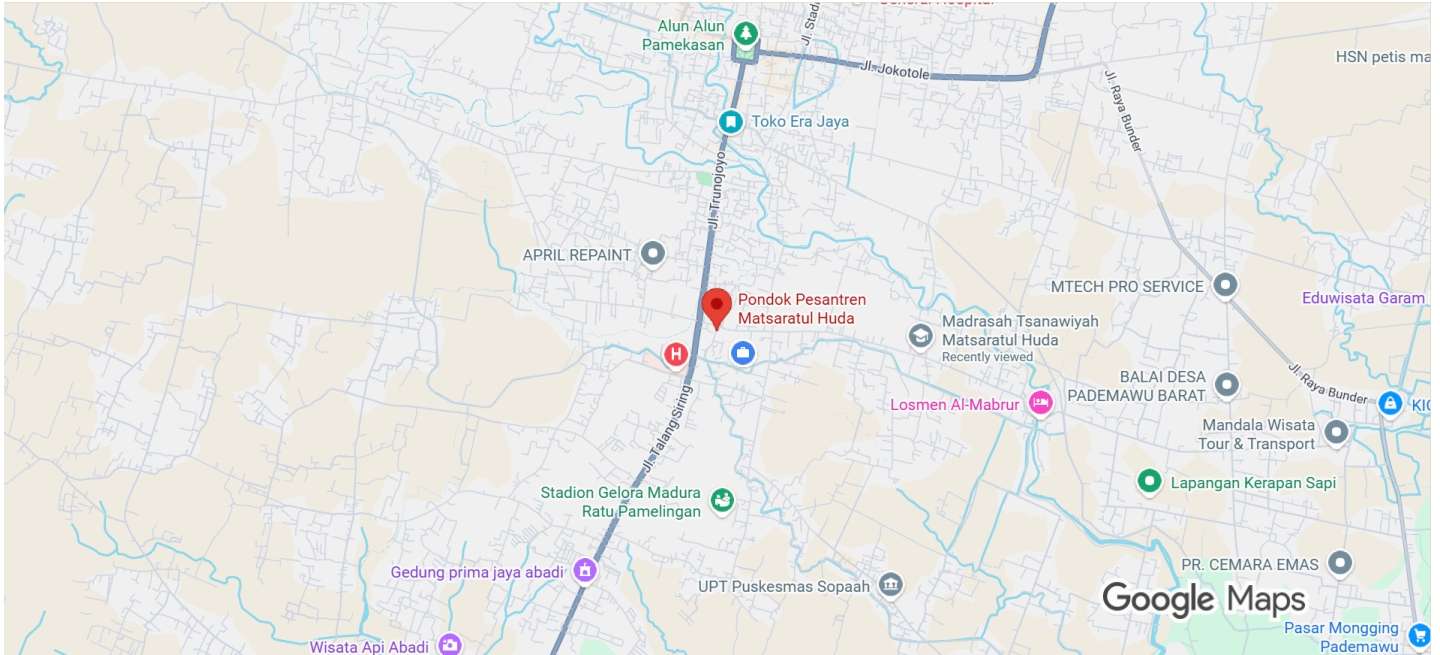 General Hospital
Alun Alun
Pamekasan
Jl. Jokotole
HSN petis ma
Jl. Raya Bunder
Toko Era Jaya
Jl. Trunojoyo
APRIL REPAINT
MTECH PRO SERVICE
Eduwisata Garam
Pondok Pesantren
Matsaratul Huda
Madrasah Tsanawiyah
Matsaratul Huda
Recently viewed
H
BALAI DESA
PADEMAWU BARAT
Jl. Raya Bunder
Losmen Al-Mabrur
KIC
Mandala Wisata
Tour & Transport
Jl. Talang Siring
Lapangan Kerapan Sapi
Stadion Gelora Madura
Ratu Pamelingan
PR. CEMARA EMAS
Gedung prima jaya abadi
UPT Puskesmas Sopaah
Google Maps
Pasar Mongging
Pademawu
Wisata Api Abadi